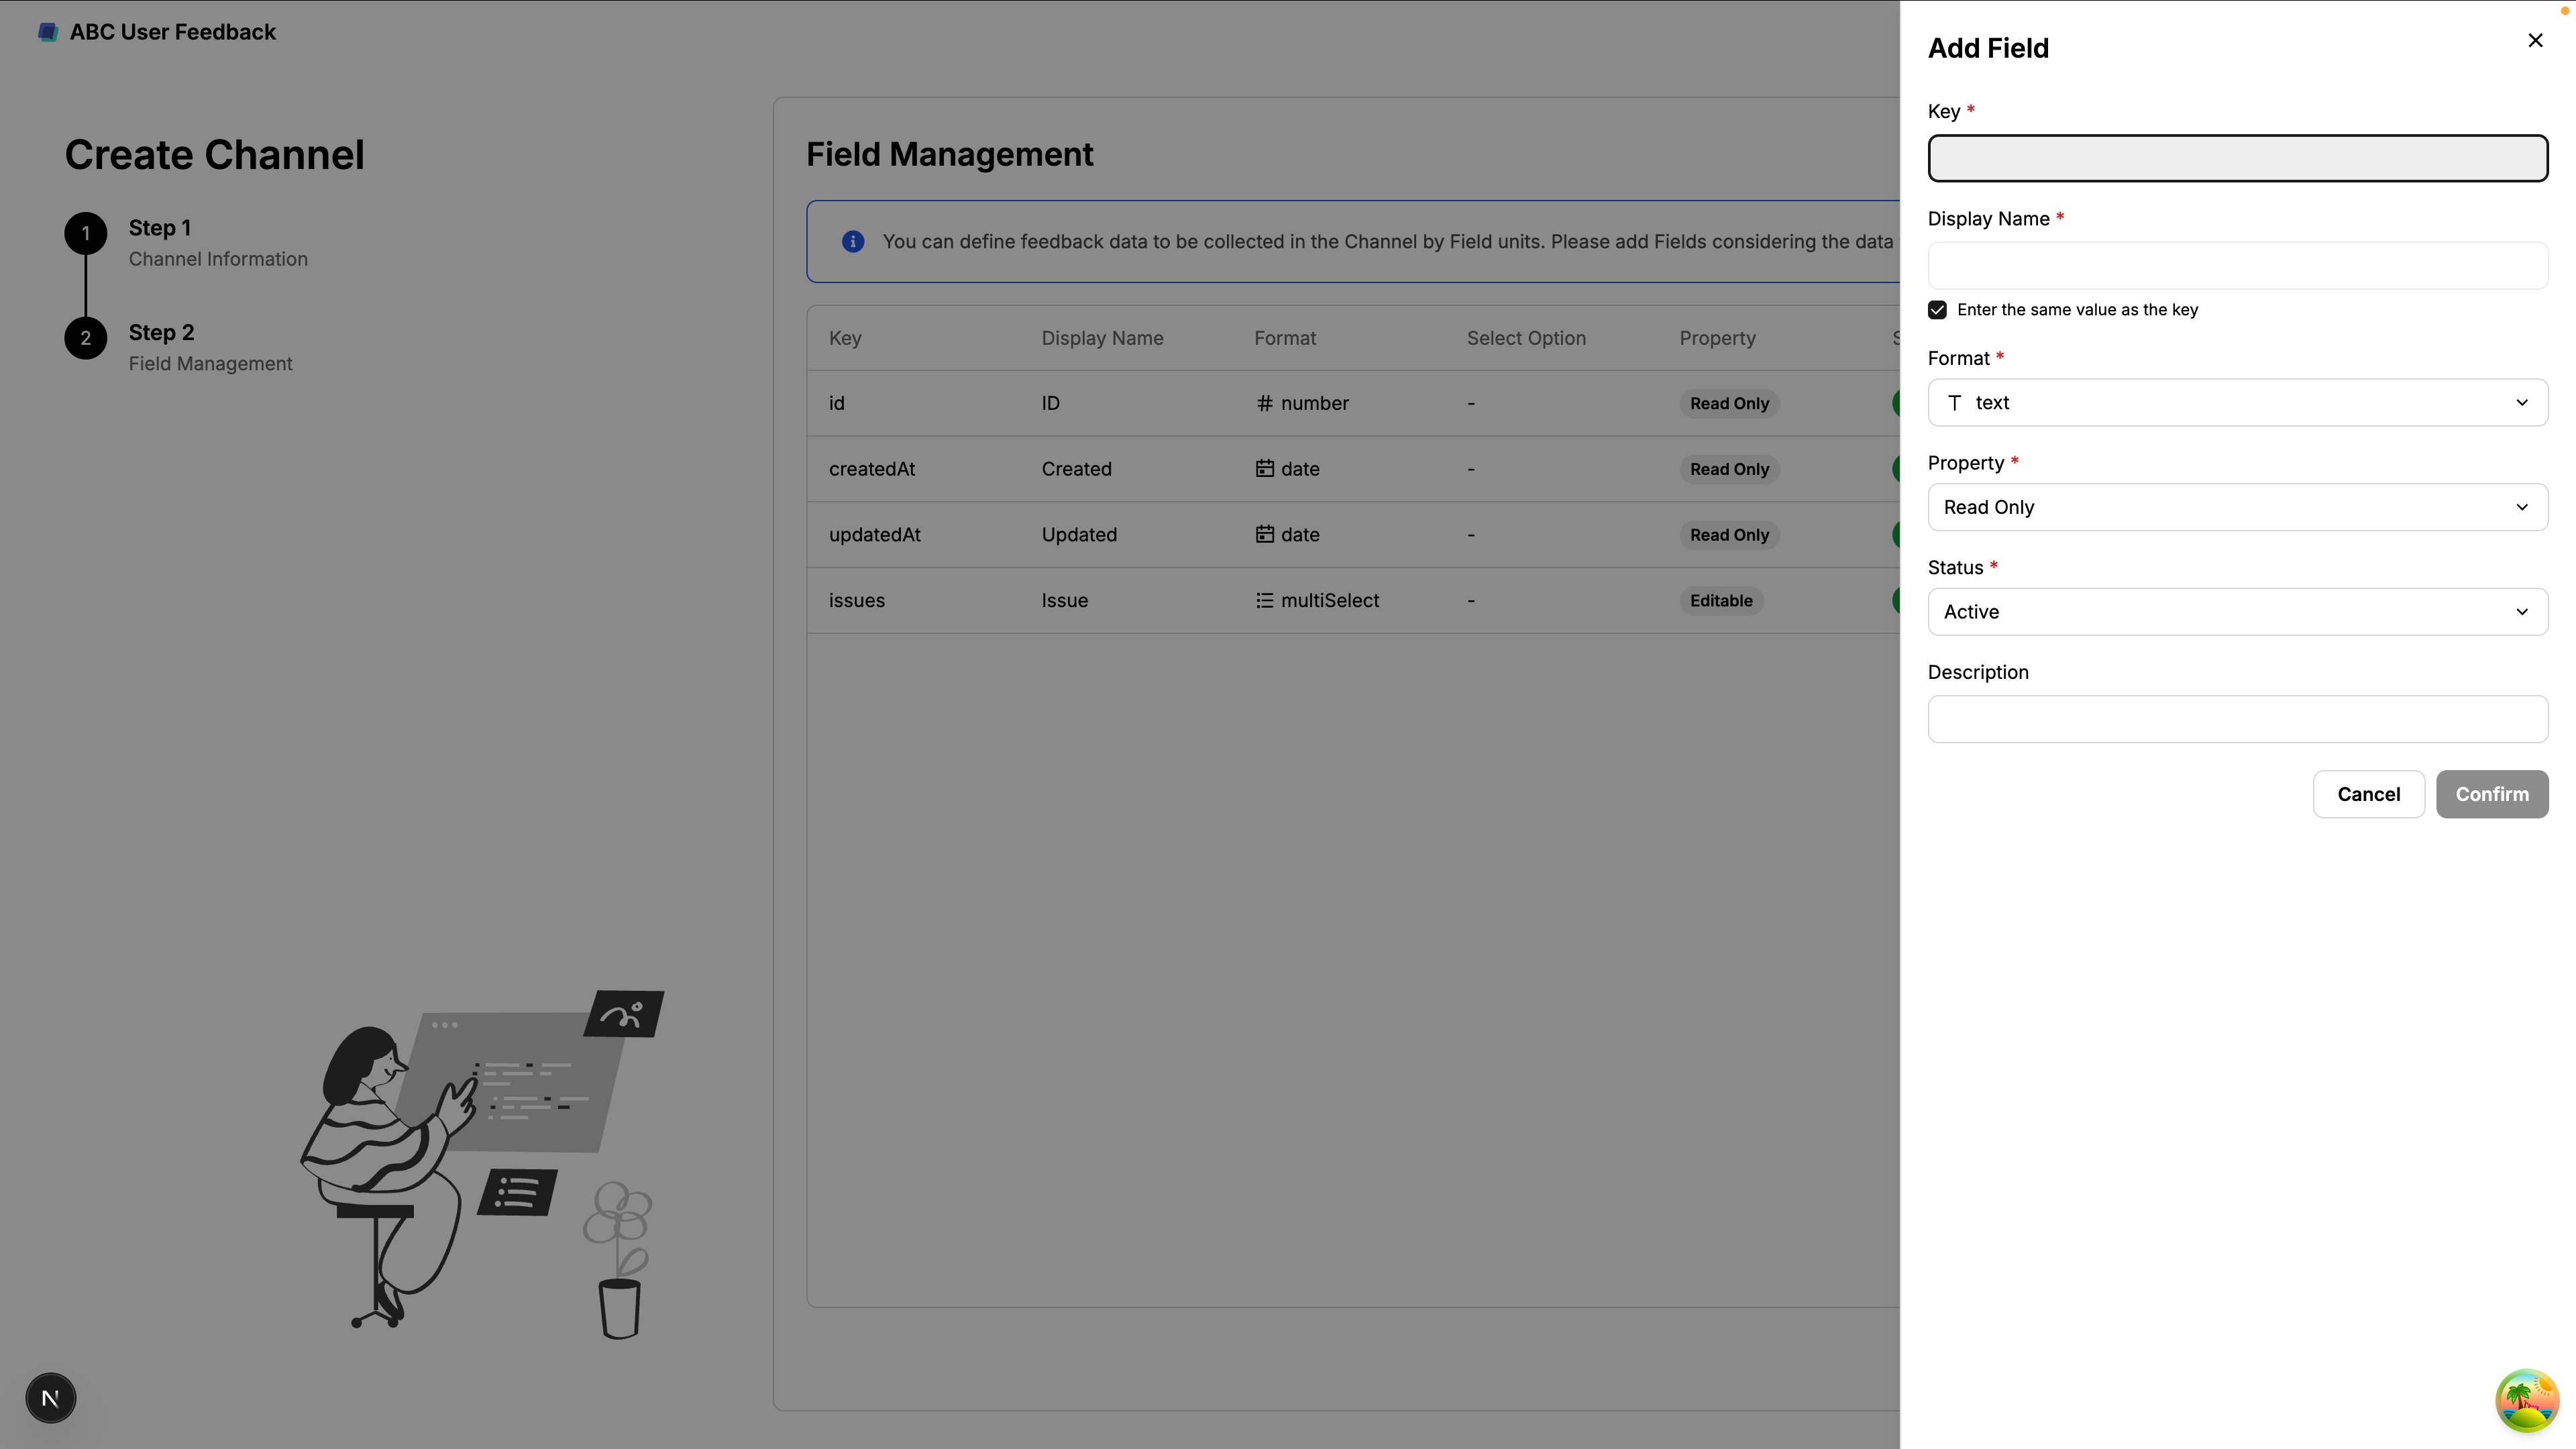 ABC User Feedback
Create Channel
1
Step 1
Channel Information
2
Step 2
Field Management
Field Management
You can define feedback data to be collected in the Channel by Field units. Please add Fields considering the data
Key Display Name Format Select Option Property
id ID number - Read Only
createdAt Created date - Read Only
updatedAt Updated date - Read Only
issues Issue multiSelect - Editable
N
Add Field
Key *
Display Name *
Enter the same value as the key
Format *
text
Property *
Read Only
Status *
Active
Description
Cancel Confirm